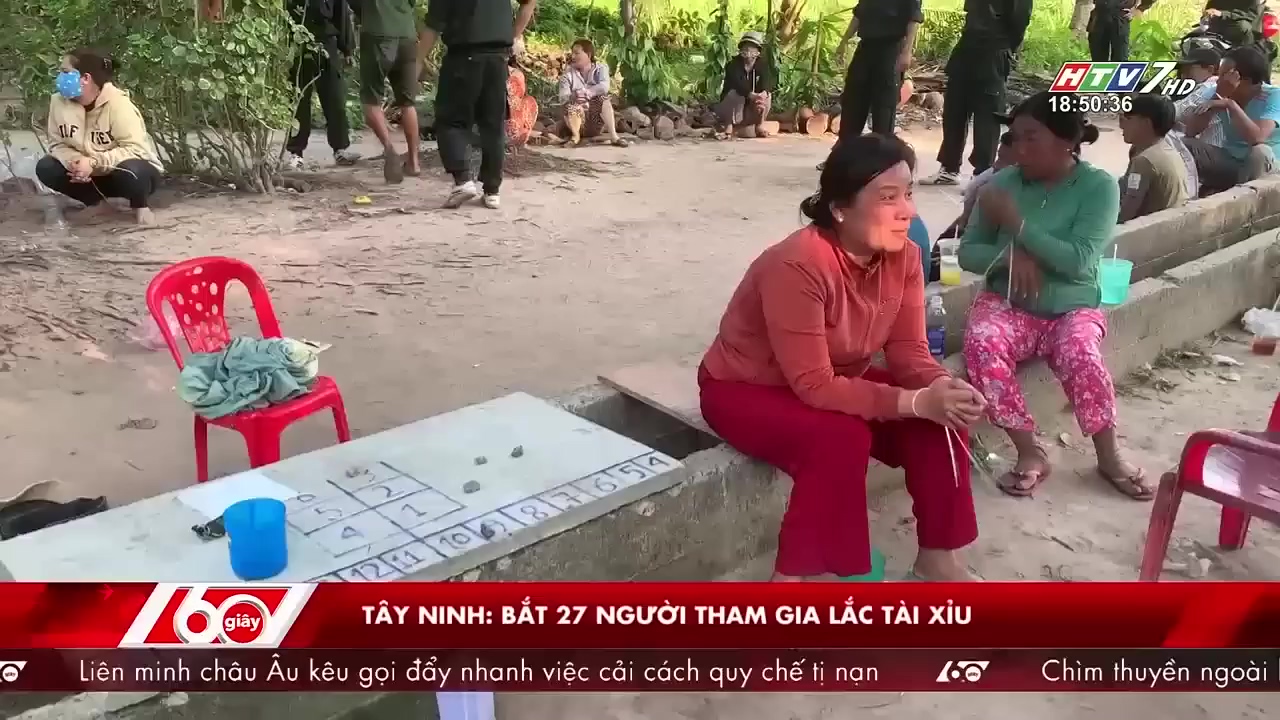 HTV7 HD
18:50:36
6 3
5 2
4 1
12 11 10 9 8 7 6 5 4
60 giây
TÂY NINH: BẮT 27 NGƯỜI THAM GIA LẮC TÀI XỈU
Liên minh châu Âu kêu gọi đẩy nhanh việc cải cách quy chế tị nạn 60 giây Chìm thuyền ngoài